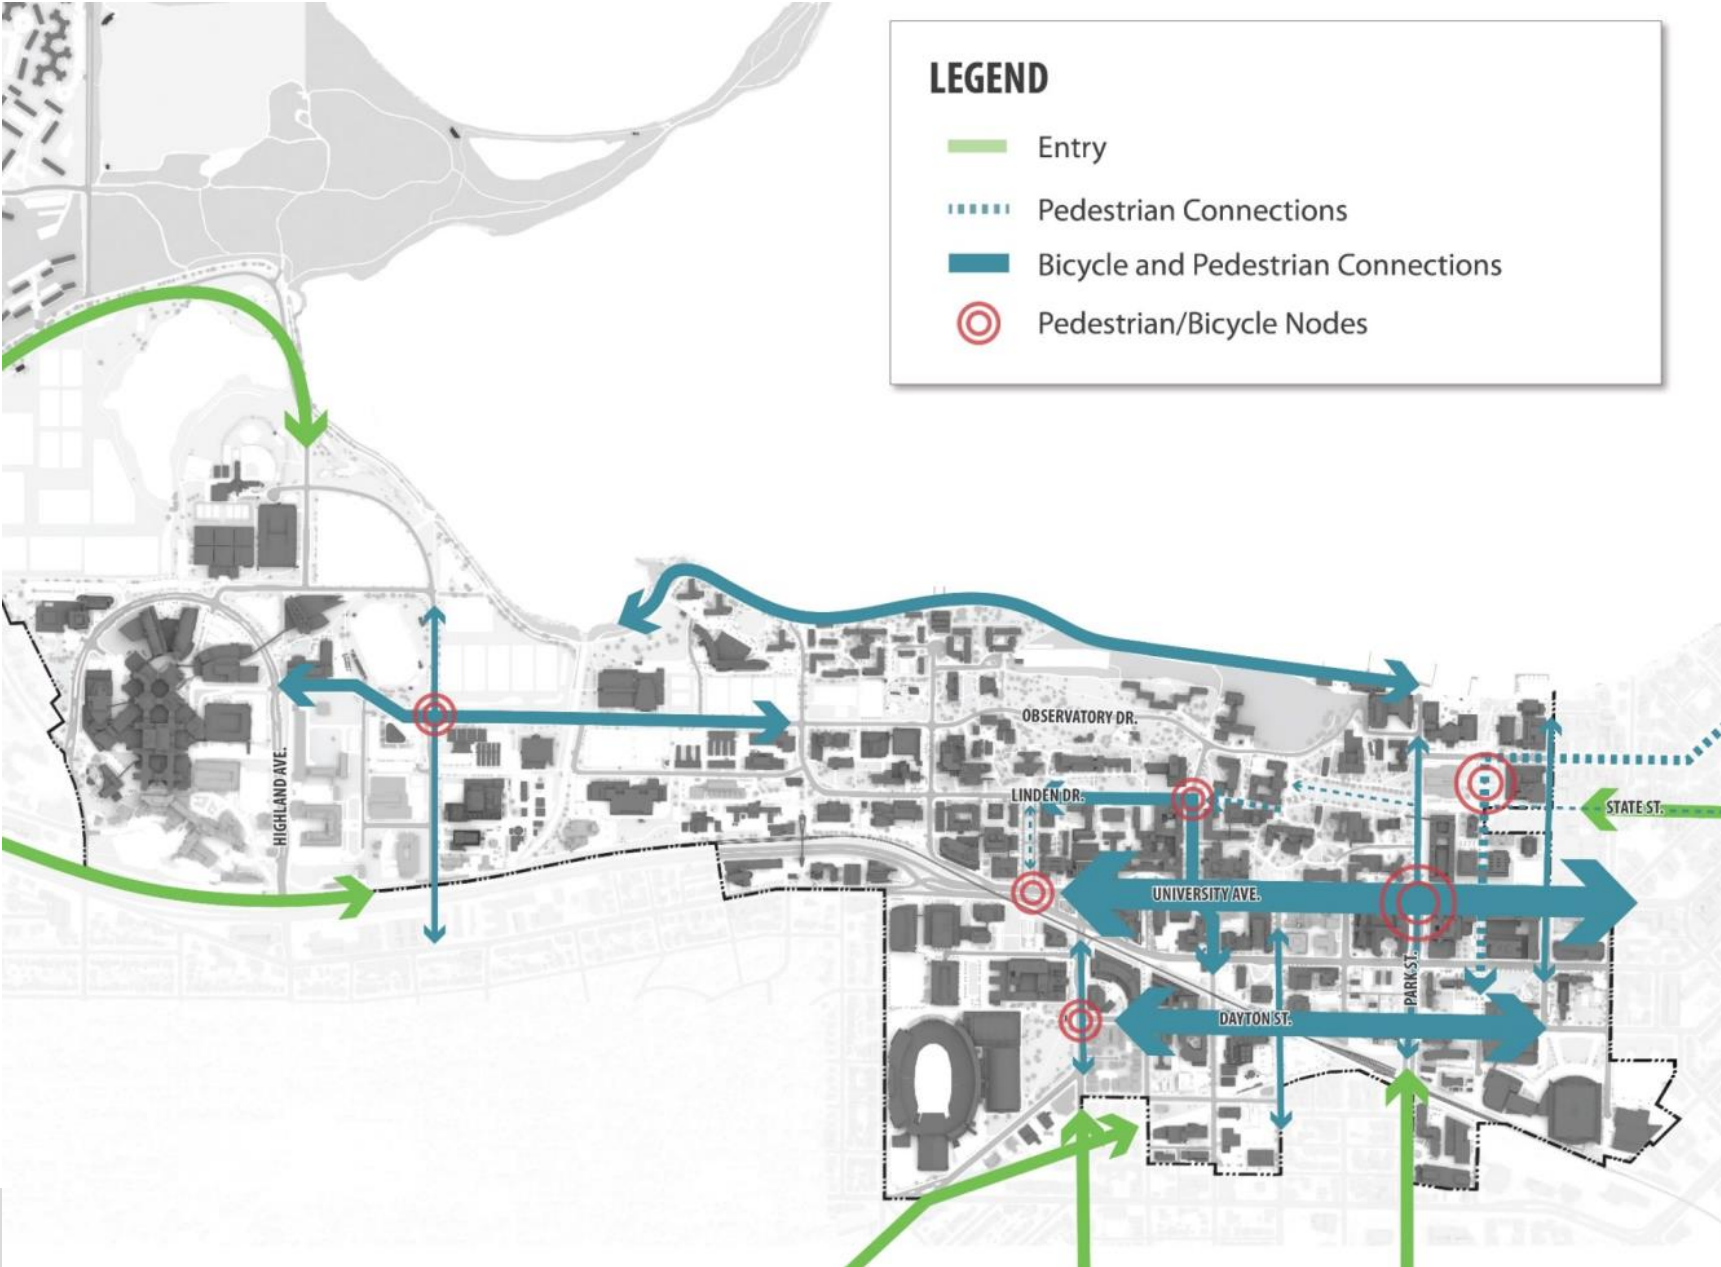 LEGEND
Entry
Pedestrian Connections
Bicycle and Pedestrian Connections
Pedestrian/Bicycle Nodes
OBSERVATORY DR.
HIGHLAND AVE.
LINDEN DR.
STATE ST.
UNIVERSITY AVE.
PARK ST.
DAYTON ST.